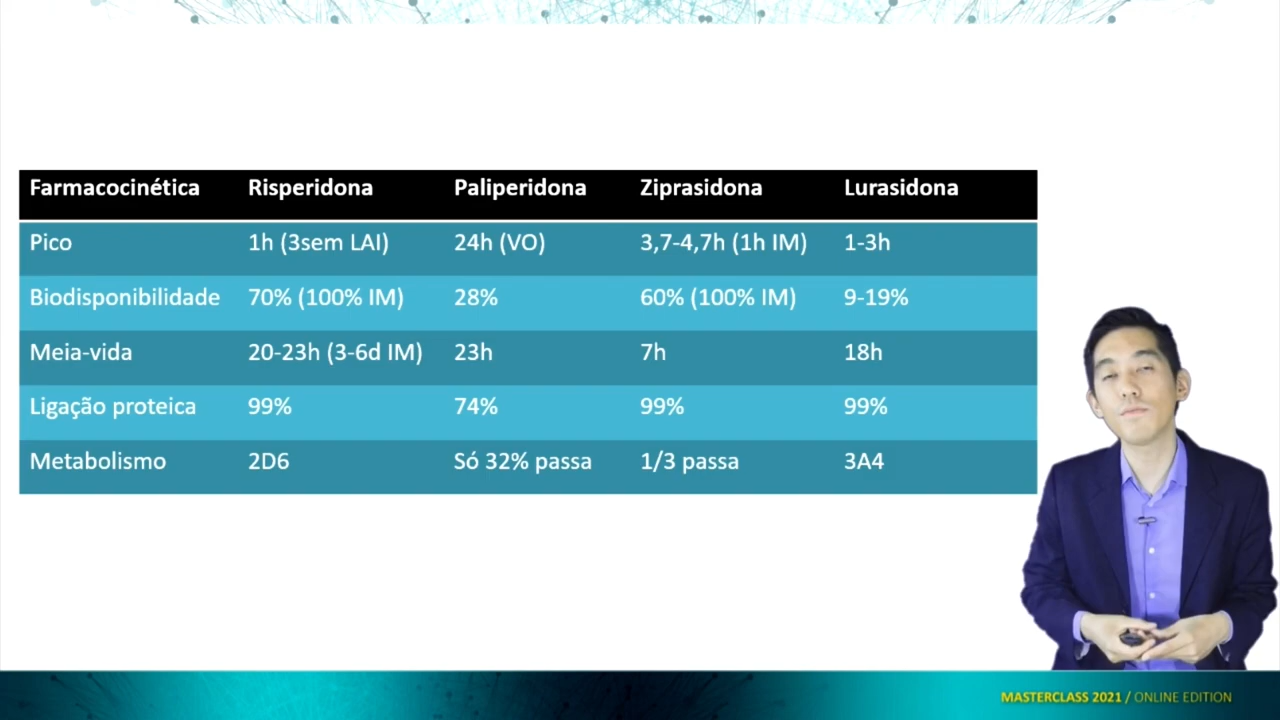 Farmacocinética Risperidona Paliperidona Ziprasidona Lurasidona
Pico 1h (3sem LAI) 24h (VO) 3,7-4,7h (1h IM) 1-3h
Biodisponibilidade 70% (100% IM) 28% 60% (100% IM) 9-19%
Meia-vida 20-23h (3-6d IM) 23h 7h 18h
Ligação proteica 99% 74% 99% 99%
Metabolismo 2D6 Só 32% passa 1/3 passa 3A4
MASTERCLASS 2021 / ONLINE EDITION